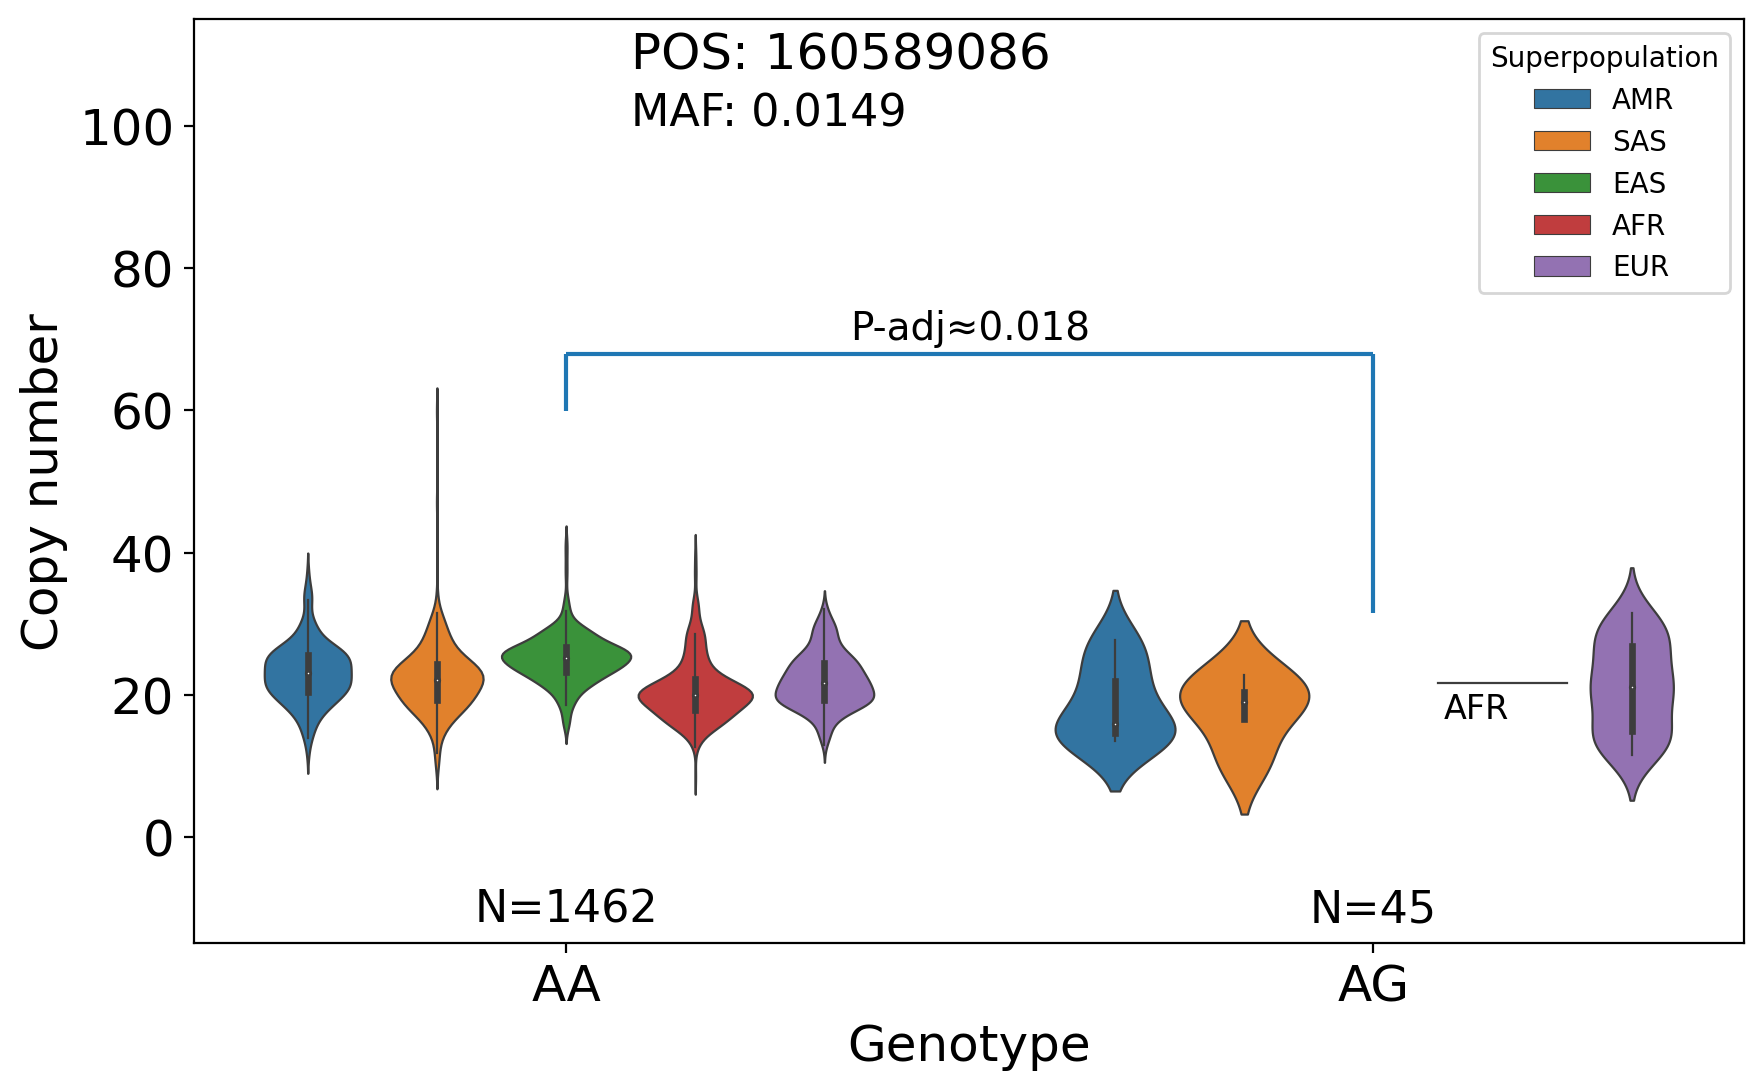 POS: 160589086
MAF: 0.0149
Superpopulation
AMR
SAS
EAS
AFR
EUR
Copy number
100
80
60
40
20
0
P-adj≈0.018
AFR
N=1462
N=45
AA
AG
Genotype